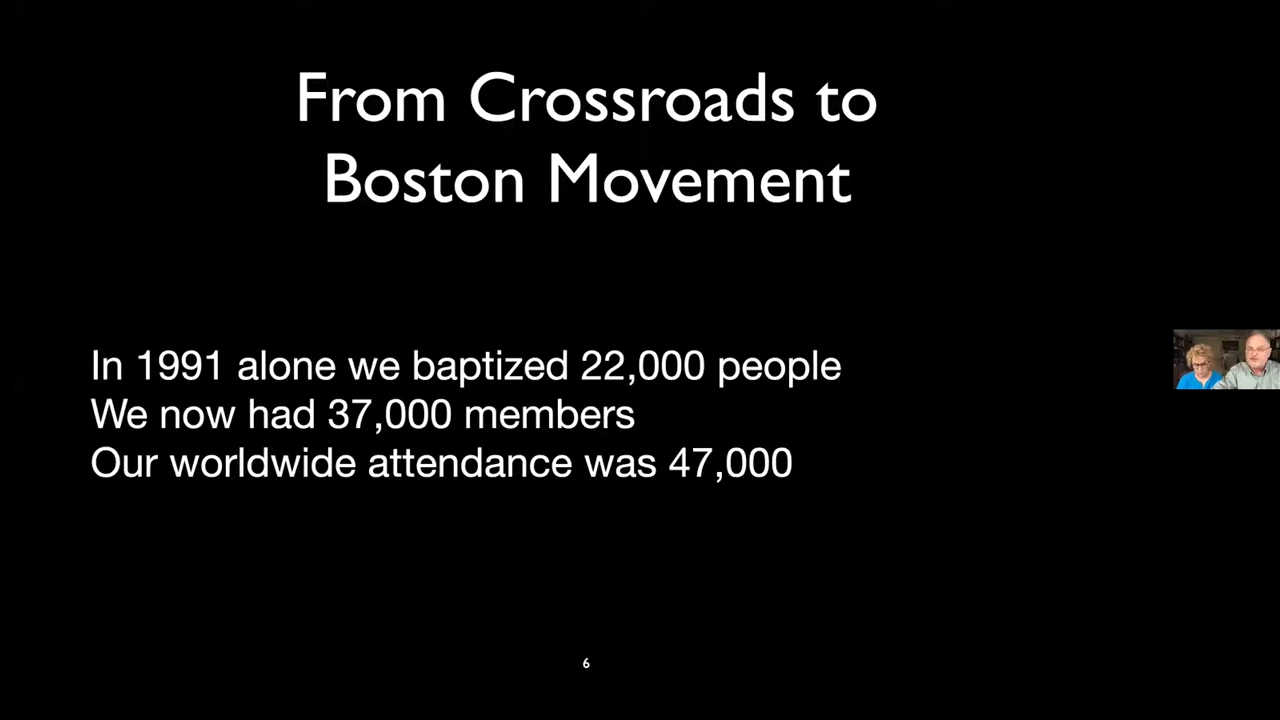 From Crossroads to
Boston Movement
In 1991 alone we baptized 22,000 people
We now had 37,000 members
Our worldwide attendance was 47,000
6